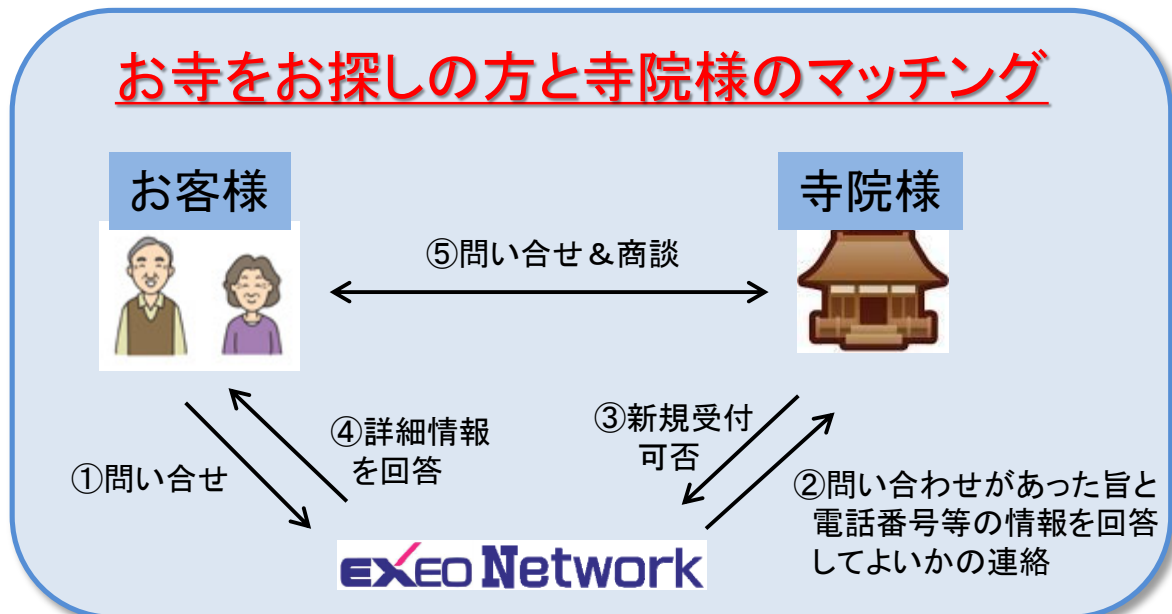 お寺をお探しの方と寺院様のマッチング
お客様
寺院様
⑤問い合せ＆商談
③新規受付
可否
④詳細情報
を回答
①問い合せ
②問い合わせがあった旨と
電話番号等の情報を回答
してよいかの連絡
EXEO Network